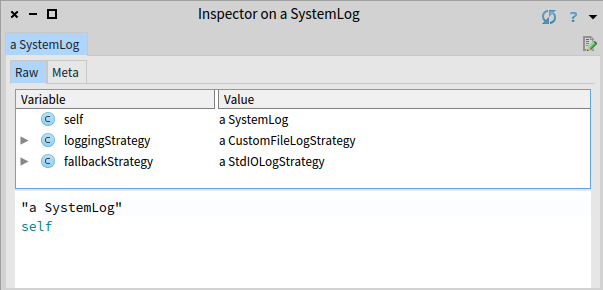 Inspector on a SystemLog
?
a SystemLog
Raw Meta
Variable Value
C self a SystemLog
C loggingStrategy a CustomFileLogStrategy
C fallbackStrategy a StdIOLogStrategy
"a SystemLog"
self